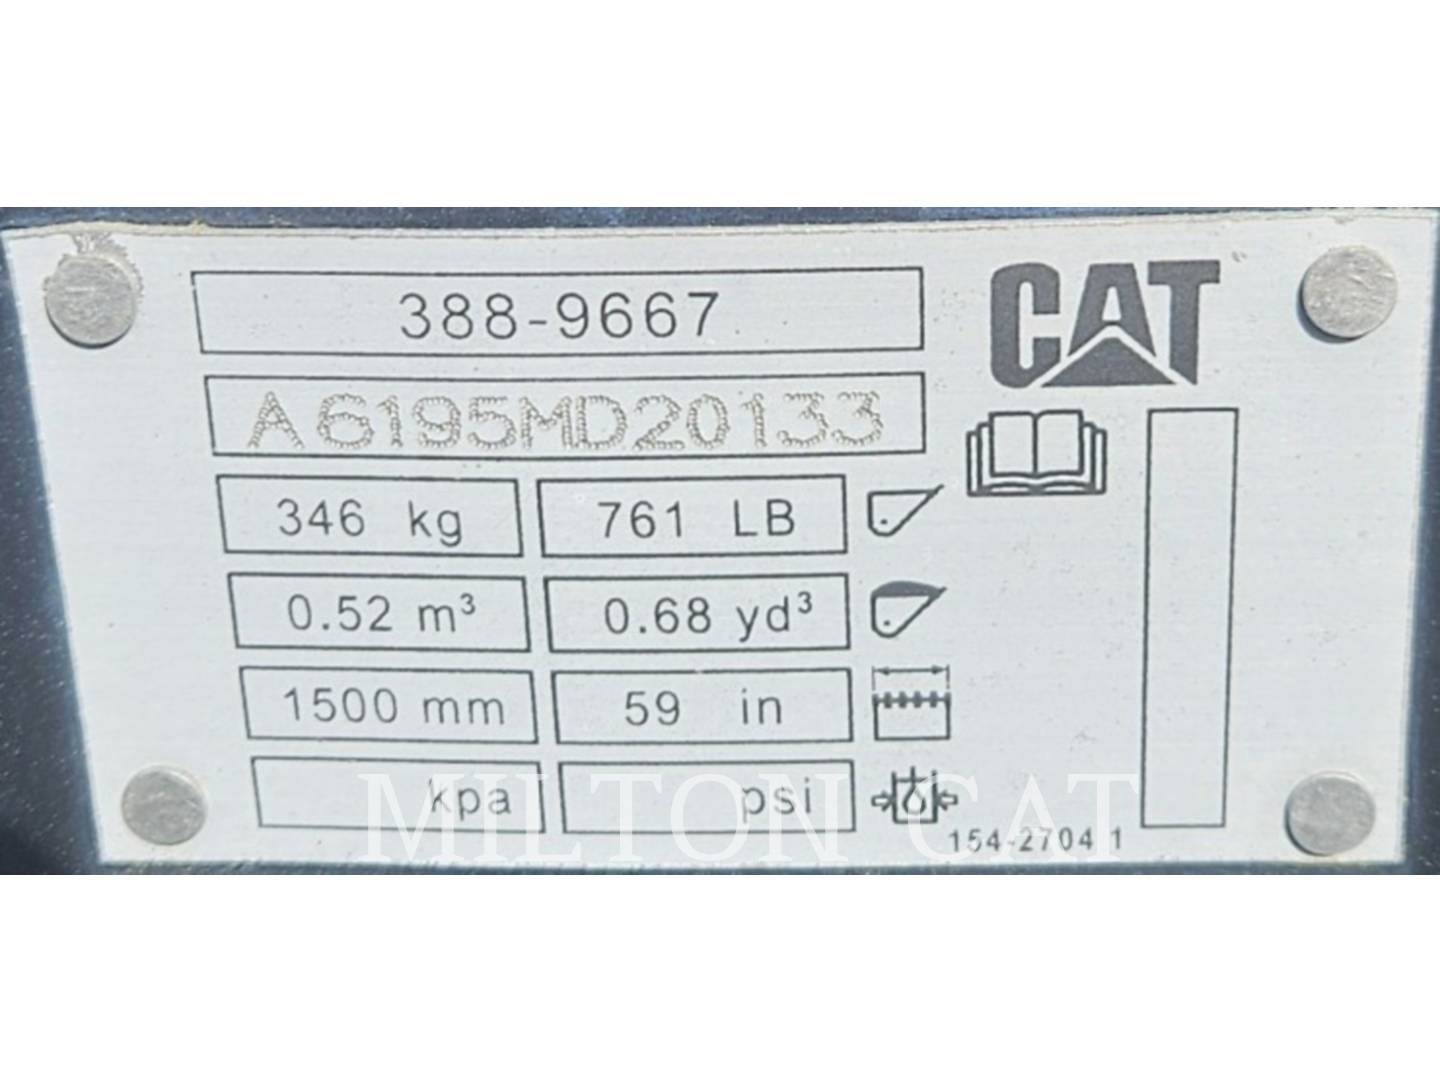 388-9667
CAT
A6195MD20133
346 kg 761 LB
0.52 m³ 0.68 yd³
1500 mm 59 in
kpa psi
154-2704 1
MILTON CAT